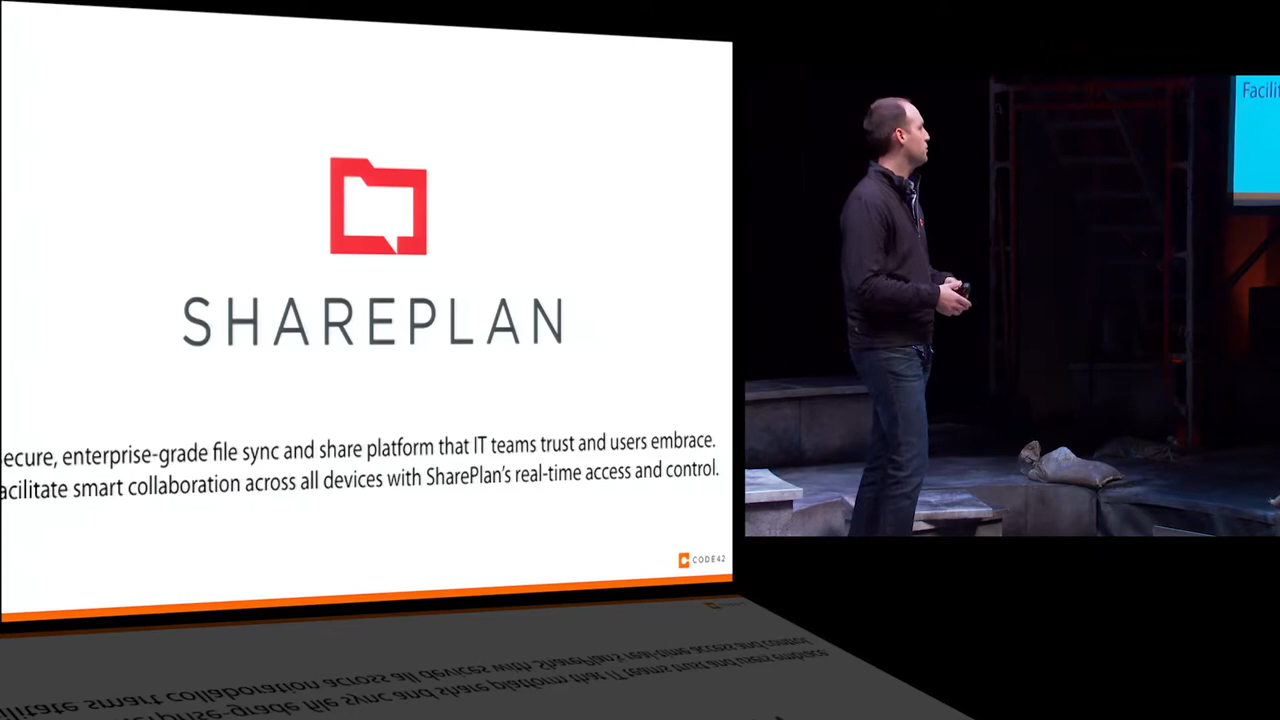 SHAREPLAN
ecure, enterprise-grade file sync and share platform that IT teams trust and users embrace.
acilitate smart collaboration across all devices with SharePlan's real-time access and control.
CODE42
Facilit